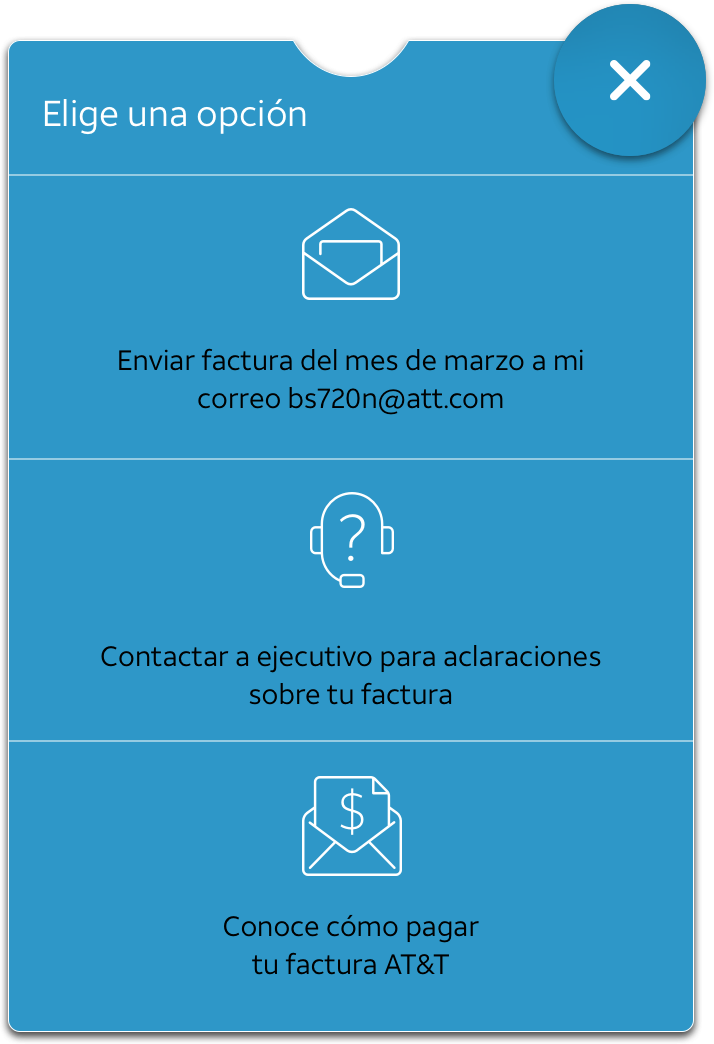 Elige una opción
Enviar factura del mes de marzo a mi
correo bs720n@att.com
?
Contactar a ejecutivo para aclaraciones
sobre tu factura
$
Conoce cómo pagar
tu factura AT&T